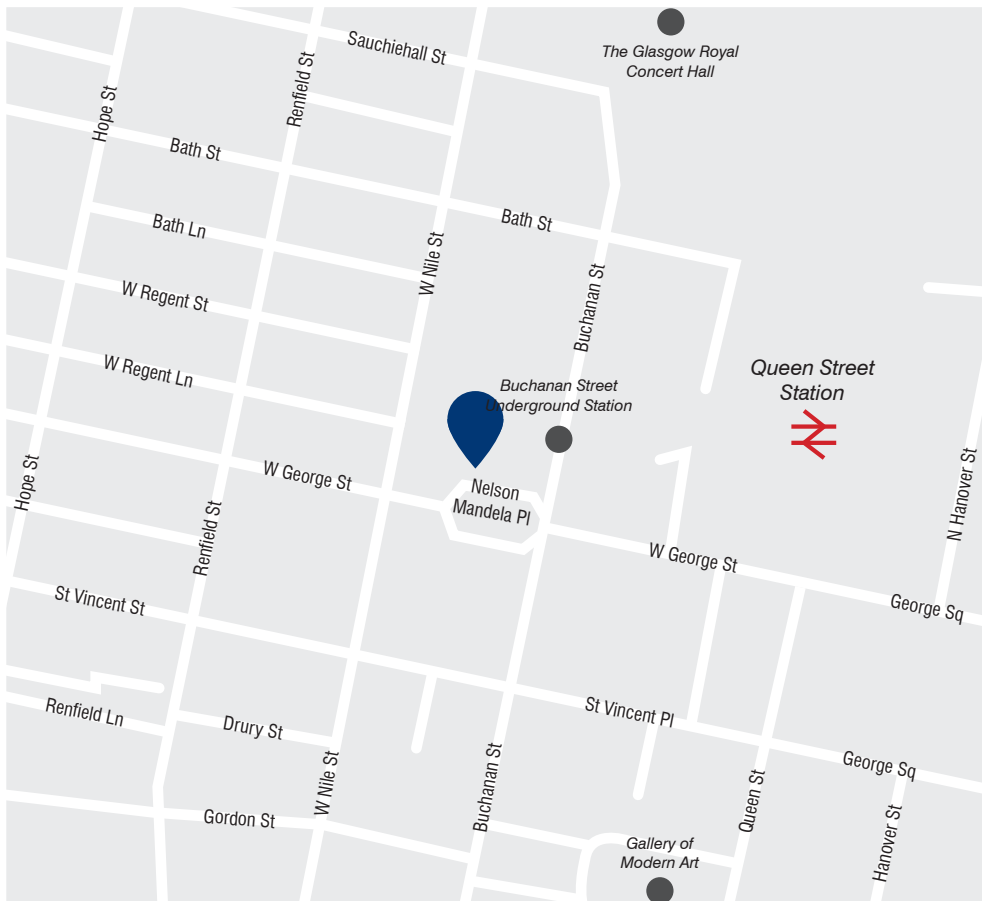 Sauchiehall St
The Glasgow Royal
Concert Hall
Renfield St
Hope St
Bath St
Bath St
Bath Ln
W Nile St
W Regent St
Buchanan St
W Regent Ln
Queen Street
Station
Buchanan Street
Underground Station
W George St
Hope St
Nelson
Mandela Pl
N Hanover St
Renfield St
W George St
St Vincent St
George Sq
Renfield Ln
St Vincent Pl
Drury St
George Sq
W Nile St
Buchanan St
Queen St
Gordon St
Hanover St
Gallery of
Modern Art